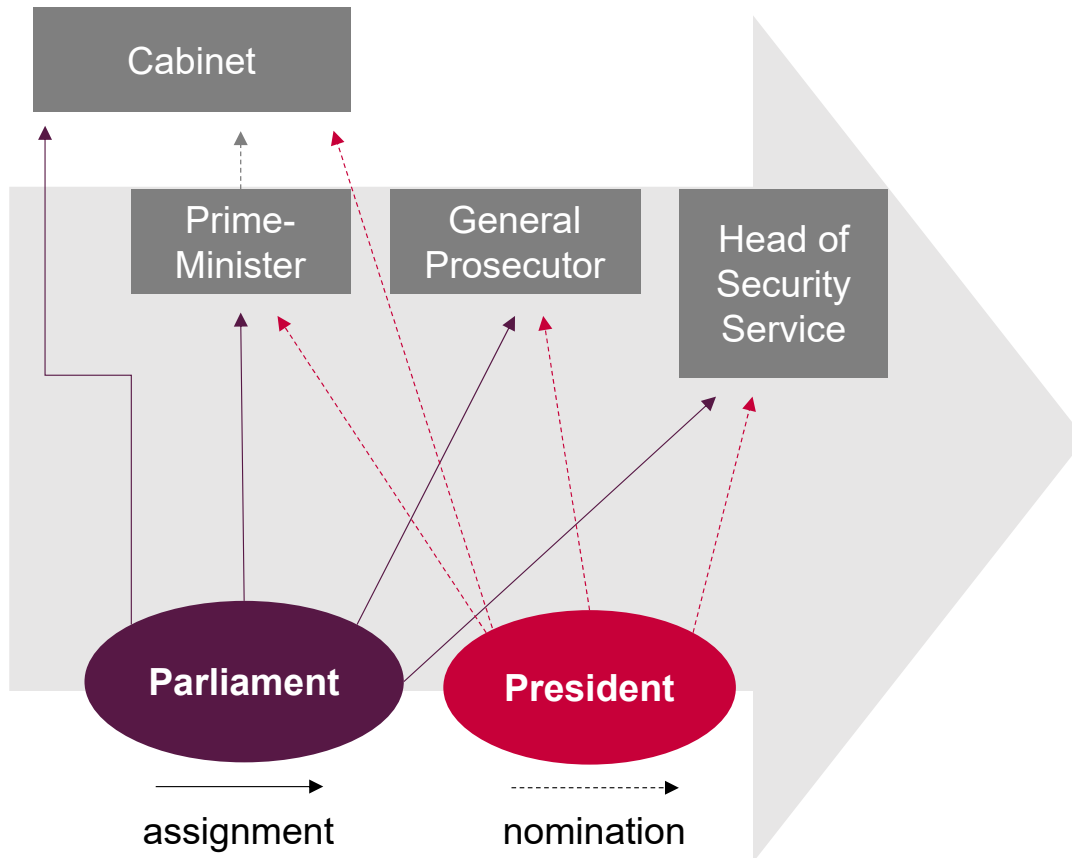 Cabinet
Prime-
Minister
General
Prosecutor
Head of
Security
Service
Parliament
President
assignment
nomination